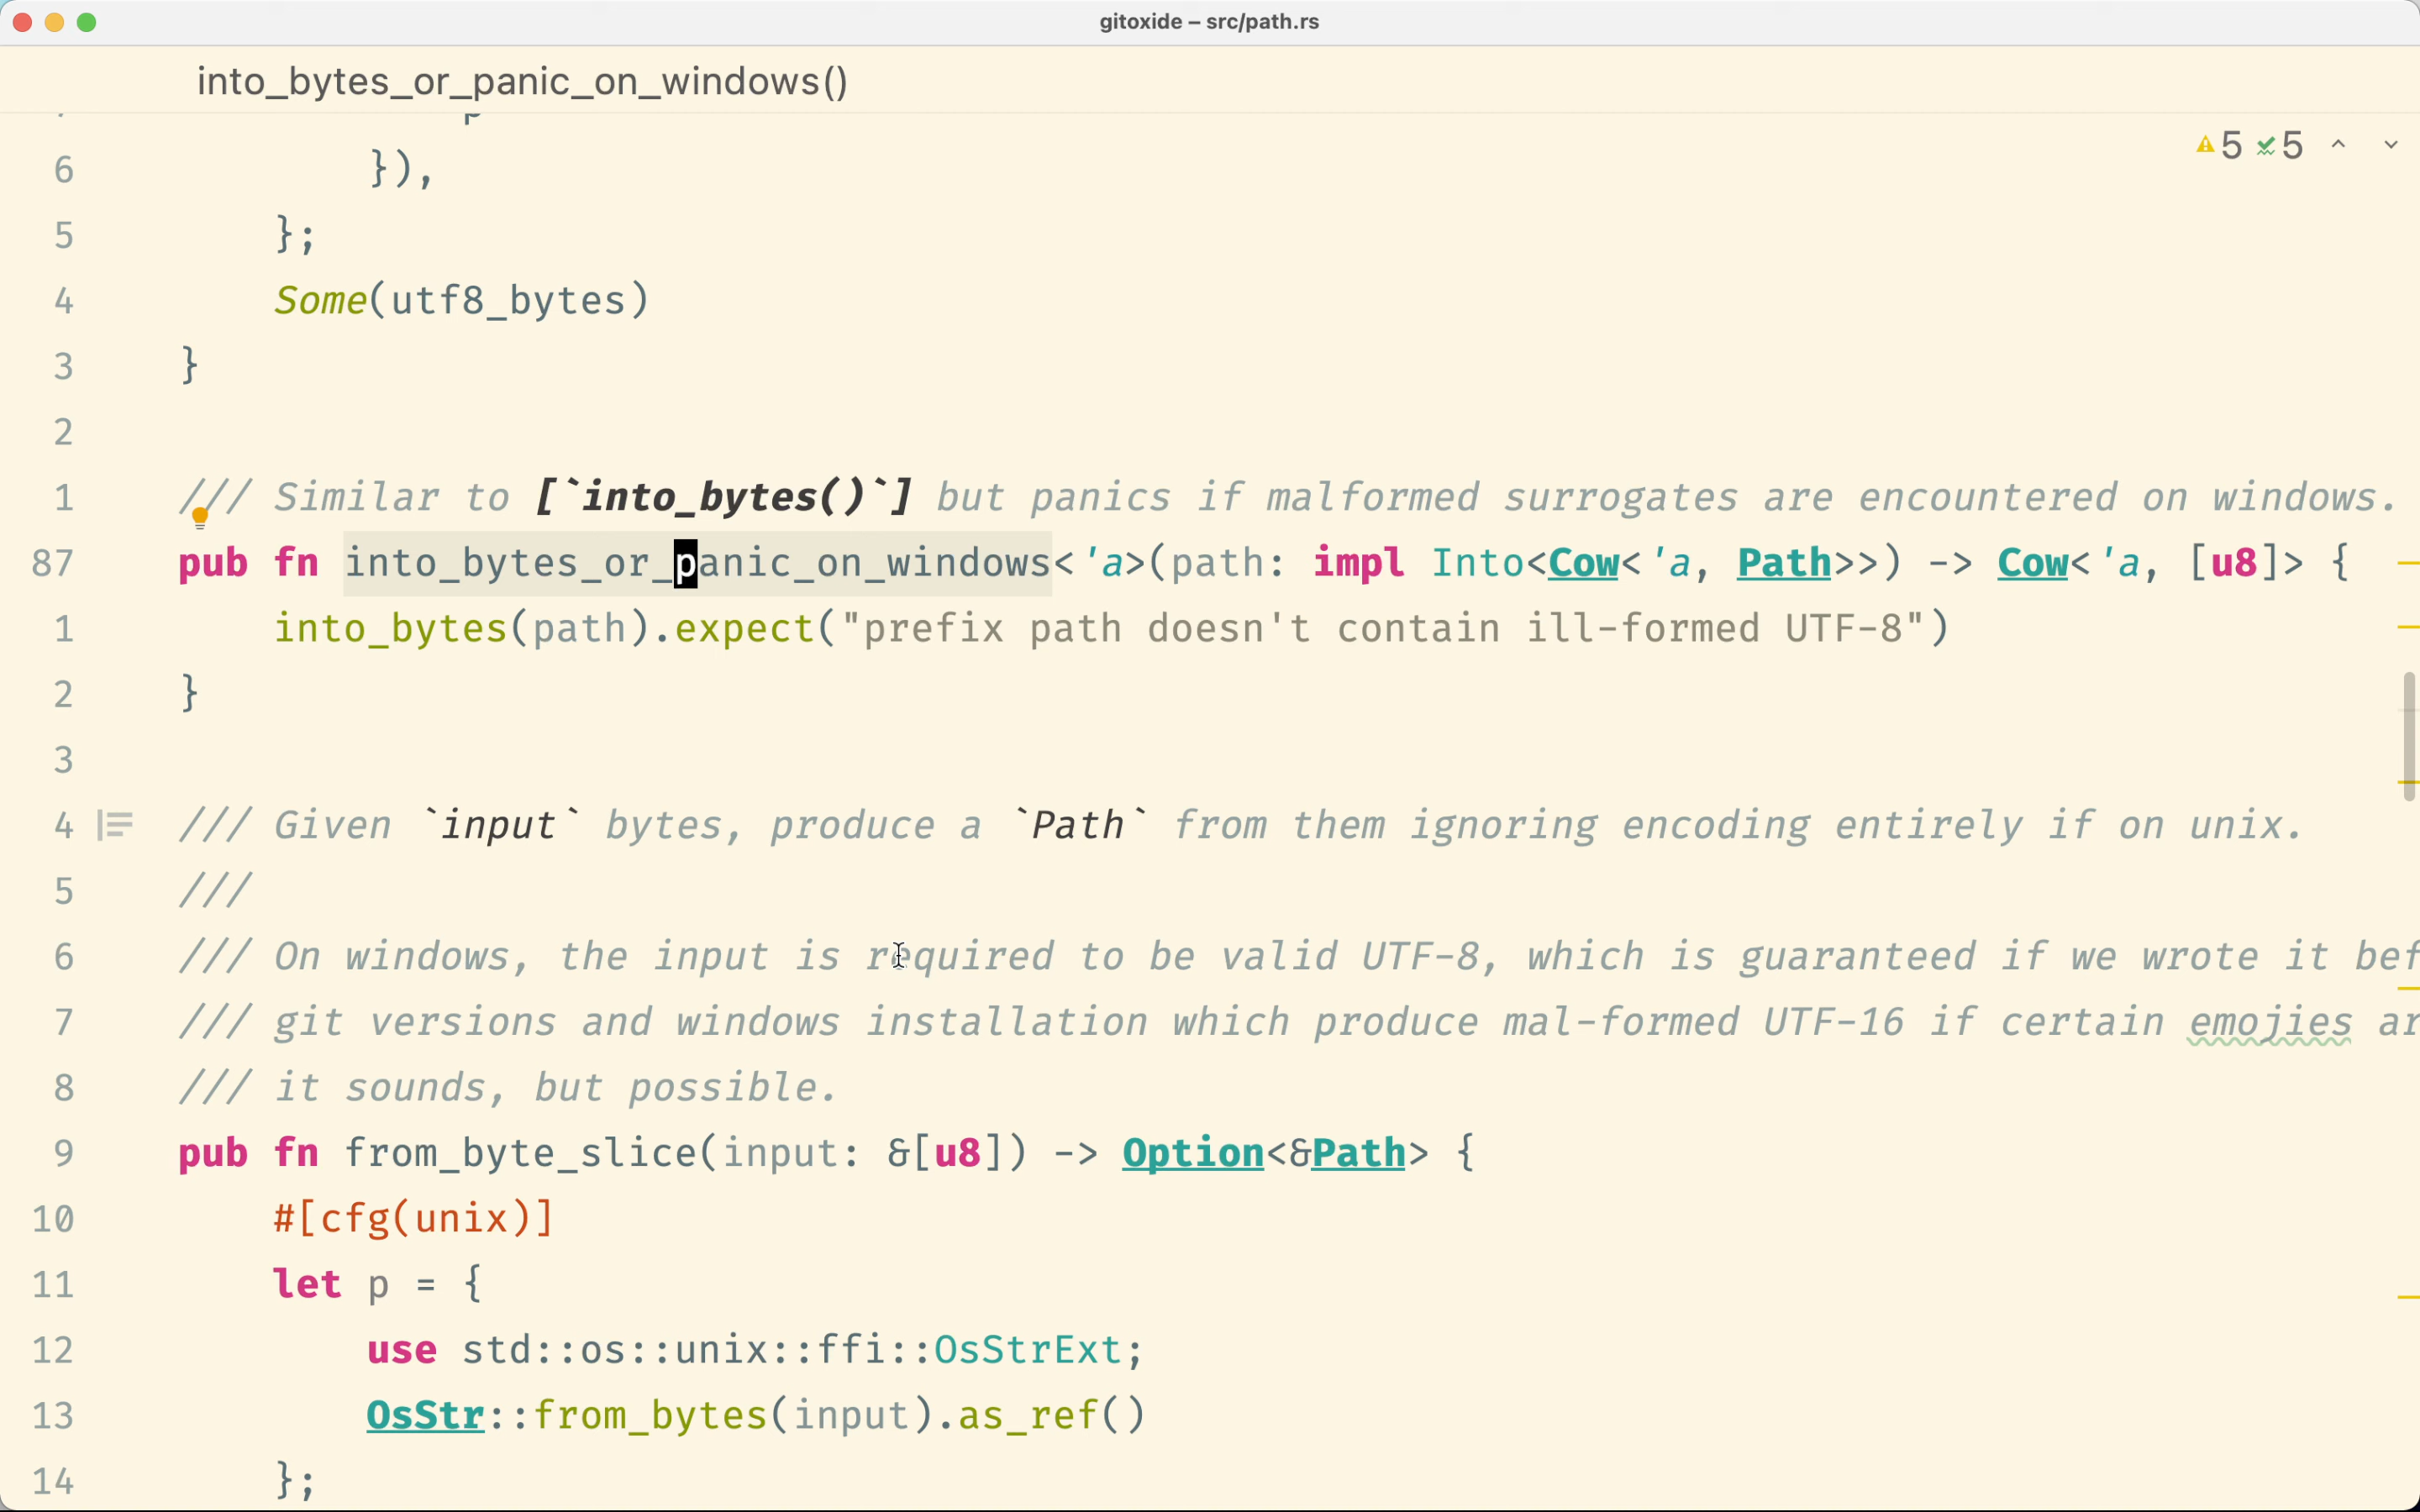 gitoxide – src/path.rs
into_bytes_or_panic_on_windows()
5 5
6 }),
5 };
4 Some(utf8_bytes)
3 }
2
1 /// Similar to [`into_bytes()`] but panics if malformed surrogates are encountered on windows.
87 pub fn into_bytes_or_panic_on_windows<'a>(path: impl Into<Cow<'a, Path>>) -> Cow<'a, [u8]> {
1 into_bytes(path).expect("prefix path doesn't contain ill-formed UTF-8")
2 }
3
4 /// Given `input` bytes, produce a `Path` from them ignoring encoding entirely if on unix.
5 ///
6 /// On windows, the input is required to be valid UTF-8, which is guaranteed if we wrote it bef
7 /// git versions and windows installation which produce mal-formed UTF-16 if certain emojies ar
8 /// it sounds, but possible.
9 pub fn from_byte_slice(input: &[u8]) -> Option<&Path> {
10 #[cfg(unix)]
11 let p = {
12 use std::os::unix::ffi::OsStrExt;
13 OsStr::from_bytes(input).as_ref()
14 };